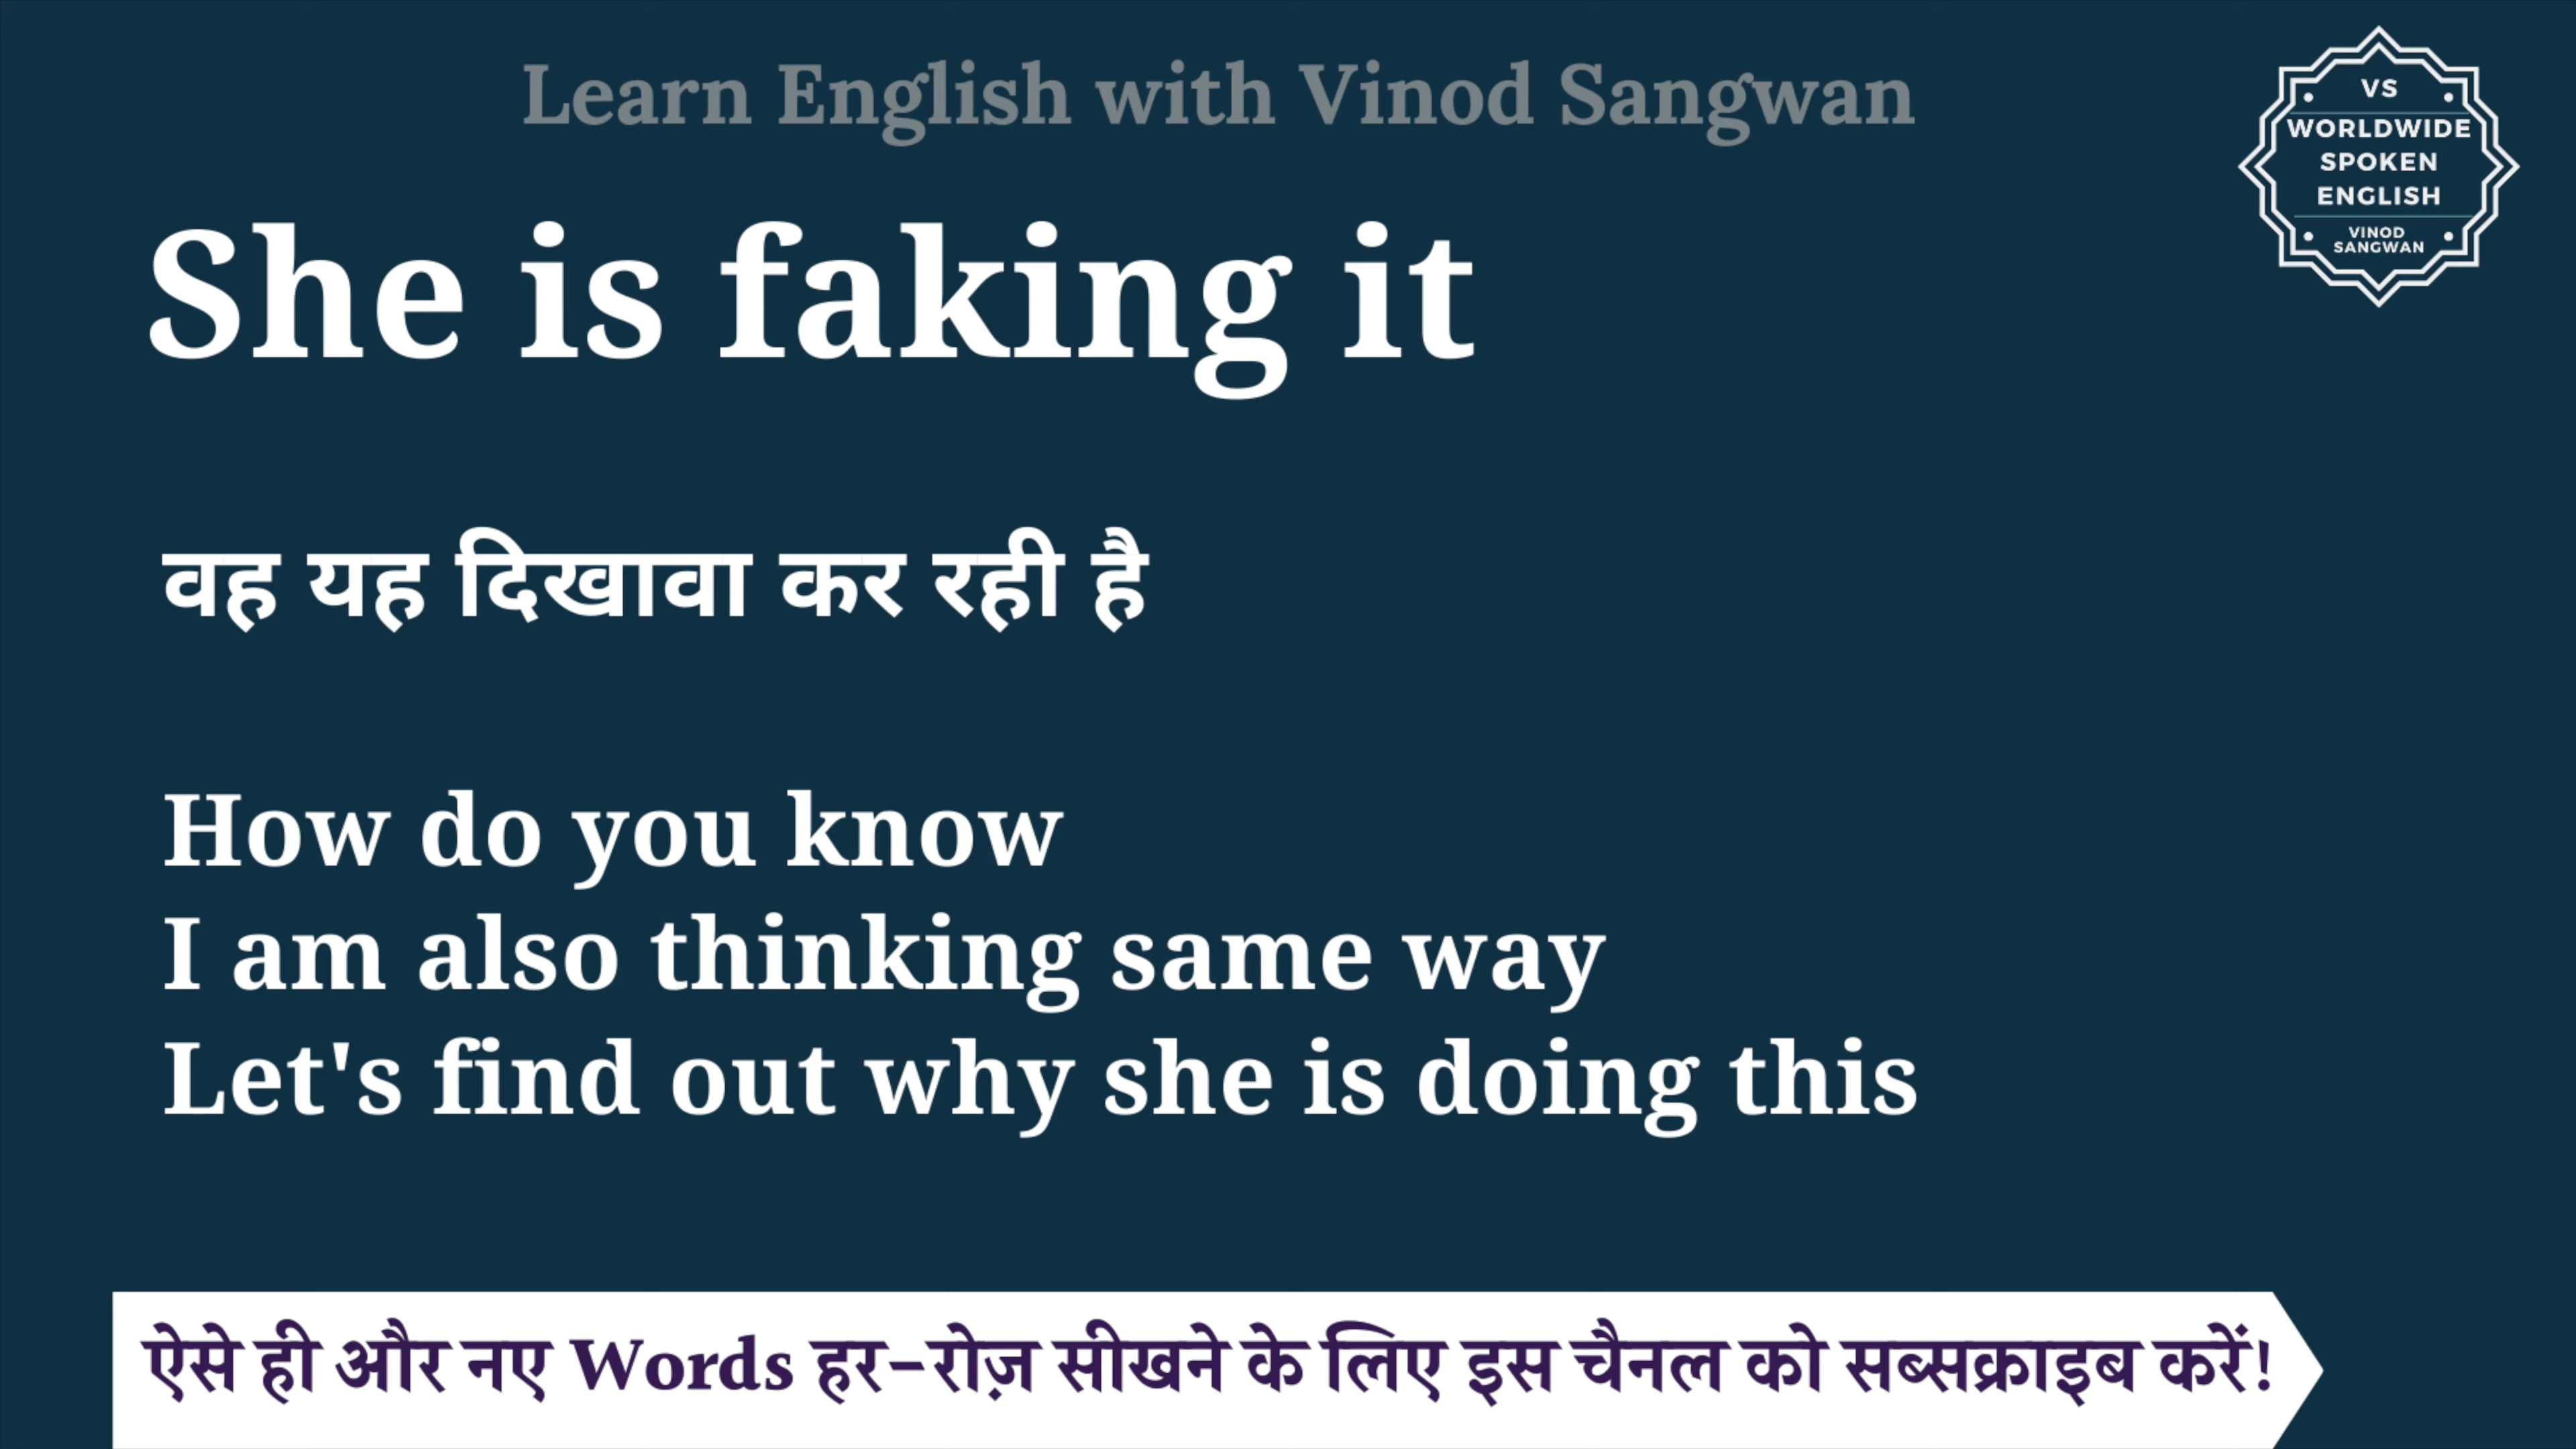 Learn English with Vinod Sangwan
VS
WORLDWIDE
SPOKEN
ENGLISH
VINOD
SANGWAN
She is faking it
वह यह दिखावा कर रही है
How do you know
I am also thinking same way
Let's find out why she is doing this
ऐसे ही और नए Words हर-रोज़ सीखने के लिए इस चैनल को सब्सक्राइब करें!